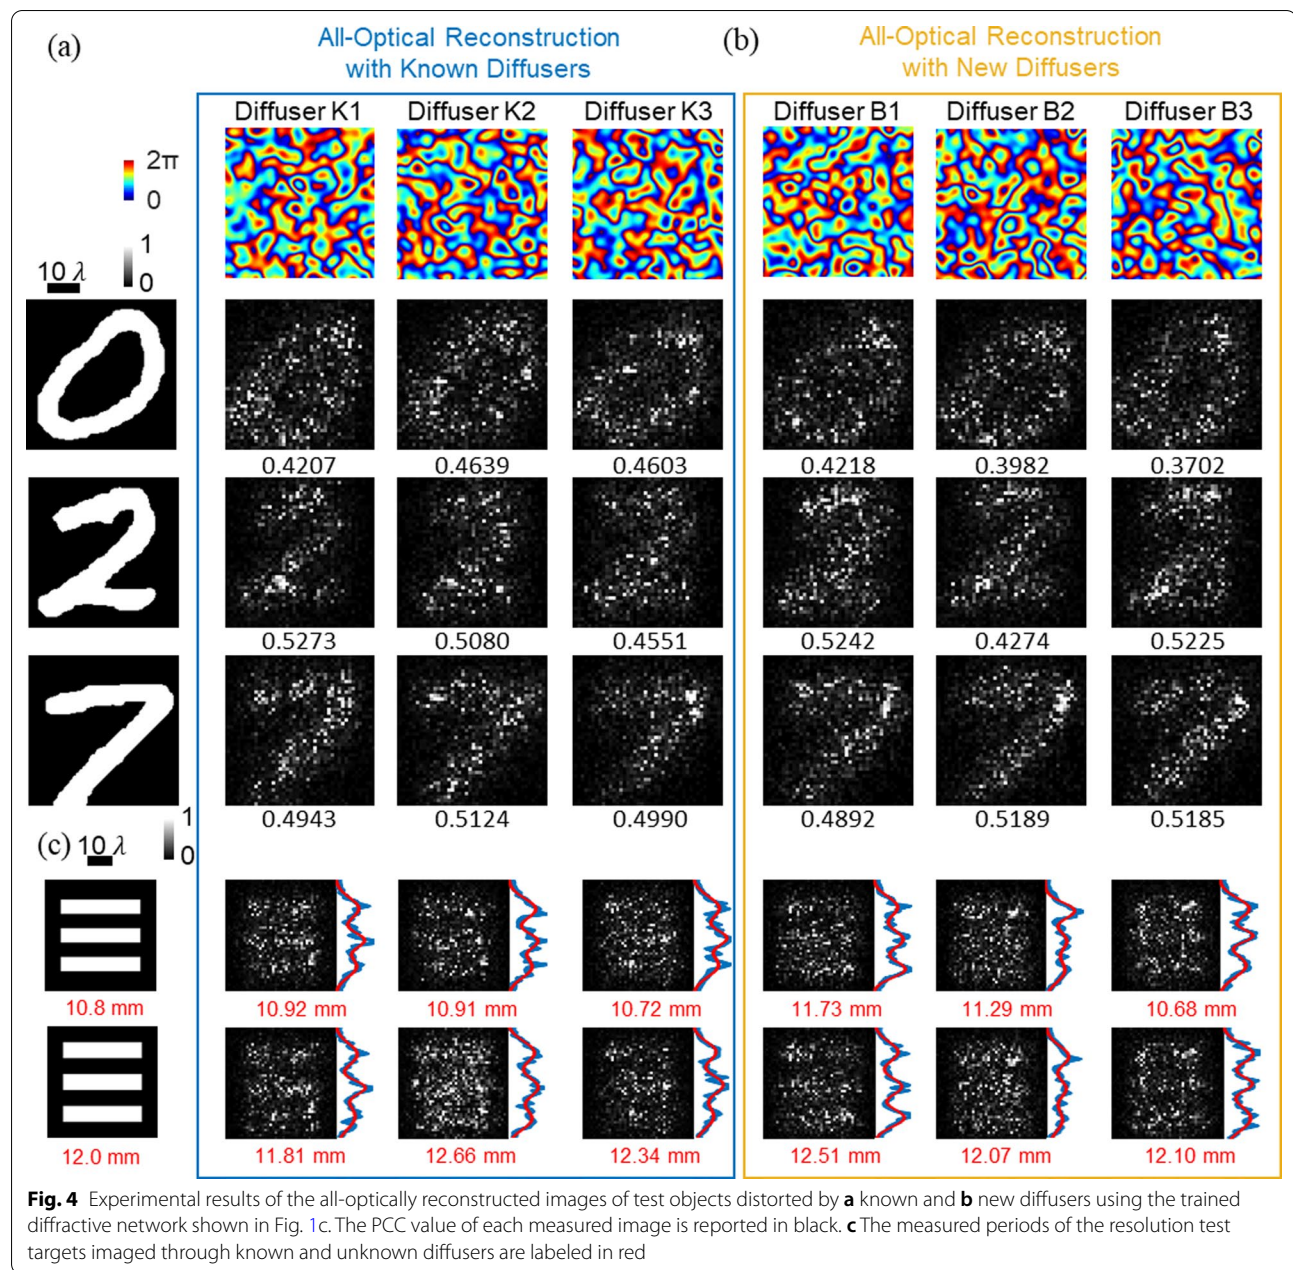 (a)
All-Optical Reconstruction
with Known Diffusers
(b)
All-Optical Reconstruction
with New Diffusers
Diffuser K1 Diffuser K2 Diffuser K3 Diffuser B1 Diffuser B2 Diffuser B3
2π
0
1
0
10 λ
0.4207 0.4639 0.4603 0.4218 0.3982 0.3702
0.5273 0.5080 0.4551 0.5242 0.4274 0.5225
0.4943 0.5124 0.4990 0.4892 0.5189 0.5185
(c) 10 λ
1
0
10.8 mm 10.92 mm 10.91 mm 10.72 mm 11.73 mm 11.29 mm 10.68 mm
12.0 mm 11.81 mm 12.66 mm 12.34 mm 12.51 mm 12.07 mm 12.10 mm
Fig. 4 Experimental results of the all-optically reconstructed images of test objects distorted by a known and b new diffusers using the trained
diffractive network shown in Fig. 1c. The PCC value of each measured image is reported in black. c The measured periods of the resolution test
targets imaged through known and unknown diffusers are labeled in red